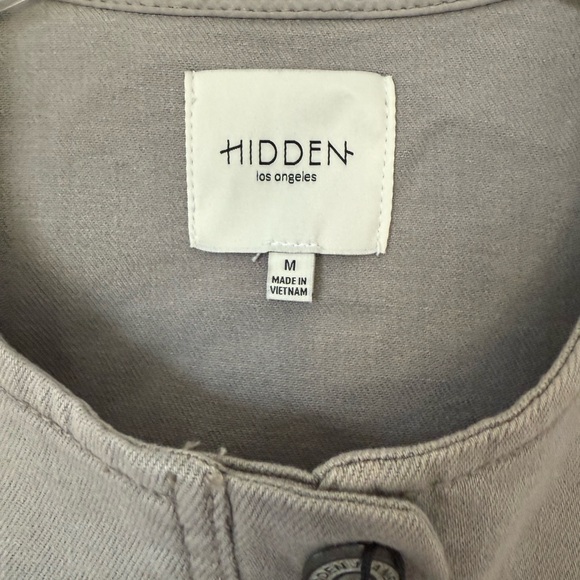 HIDDEN
los angeles
M
MADE IN
VIETNAM